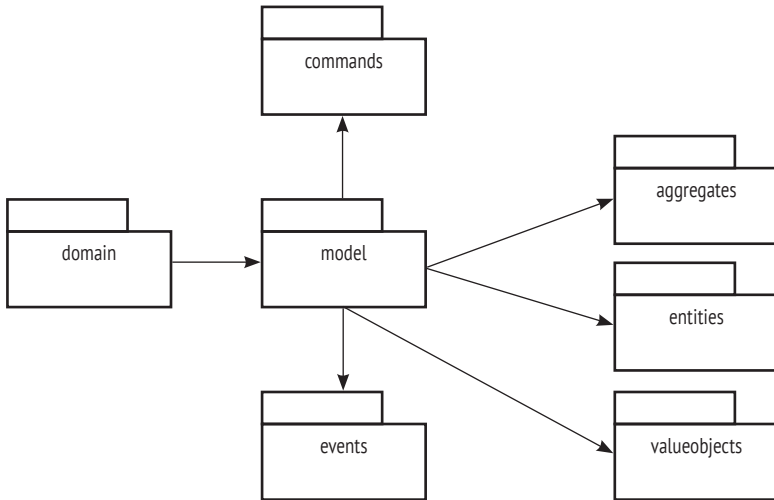 commands
aggregates
domain
model
entities
events
valueobjects